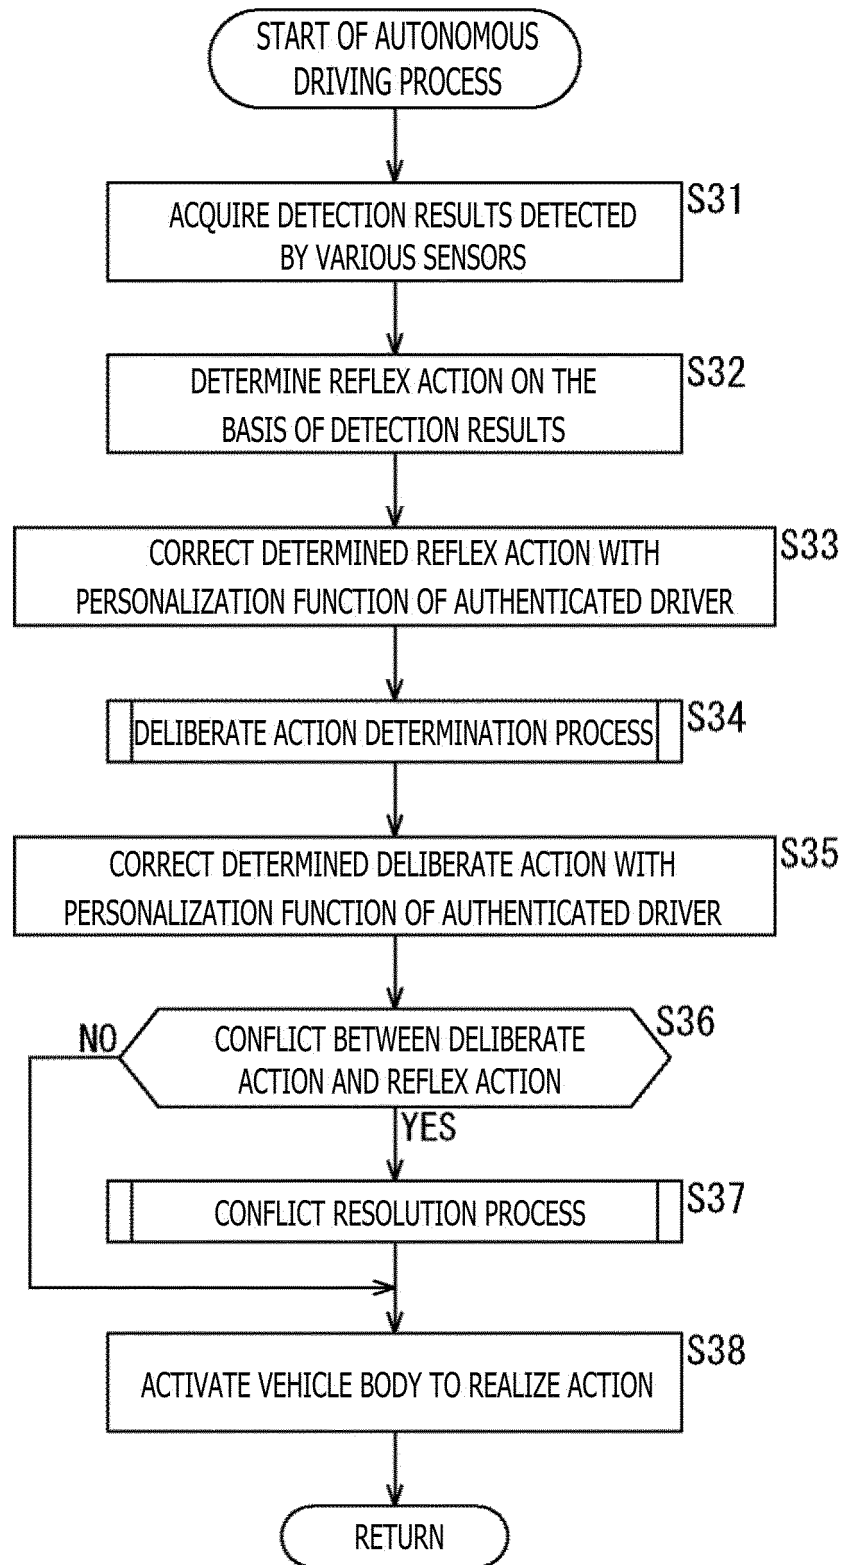 START OF AUTONOMOUS
DRIVING PROCESS
S31
ACQUIRE DETECTION RESULTS DETECTED
BY VARIOUS SENSORS
S32
DETERMINE REFLEX ACTION ON THE
BASIS OF DETECTION RESULTS
S33
CORRECT DETERMINED REFLEX ACTION WITH
PERSONALIZATION FUNCTION OF AUTHENTICATED DRIVER
S34
DELIBERATE ACTION DETERMINATION PROCESS
S35
CORRECT DETERMINED DELIBERATE ACTION WITH
PERSONALIZATION FUNCTION OF AUTHENTICATED DRIVER
S36
NO
CONFLICT BETWEEN DELIBERATE
ACTION AND REFLEX ACTION
YES
S37
CONFLICT RESOLUTION PROCESS
S38
ACTIVATE VEHICLE BODY TO REALIZE ACTION
RETURN